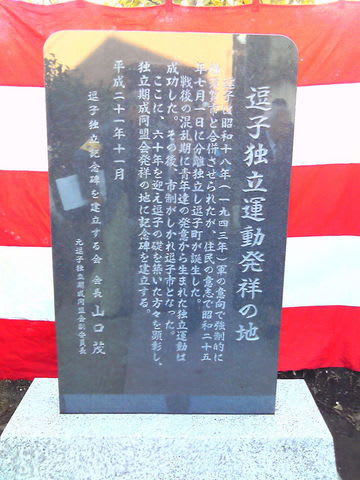 逗子独立運動発祥の地
逗子は昭和十八年(一九四三年)軍の意向で強制的に
横須賀市と合併させられたが、住民の意志で昭和二十五
年七月一日に分離独立し逗子町が誕生した。
戦後の混乱期に青年達の発意から生まれた独立運動は
成功した。その後、市制がしかれ逗子市となった。
ここに、六十年を迎え逗子の礎を築いた方々を顕彰し、
独立期成同盟会発祥の地に記念碑を建立する。
平成二十一年十一月
逗子独立記念碑を建立する会 会長 山口 茂
元逗子独立期成同盟会副委員長